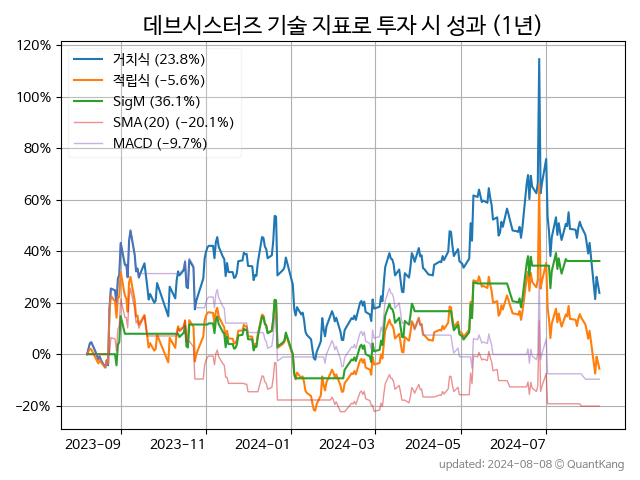 데브시스터즈 기술 지표로 투자 시 성과 (1년)
120%
100%
80%
60%
40%
20%
0%
−20%
거치식 (23.8%)
적립식 (−5.6%)
SigM (36.1%)
SMA(20) (−20.1%)
MACD (−9.7%)
2023-09
2023-11
2024-01
2024-03
2024-05
2024-07
updated: 2024-08-08 © QuantKang